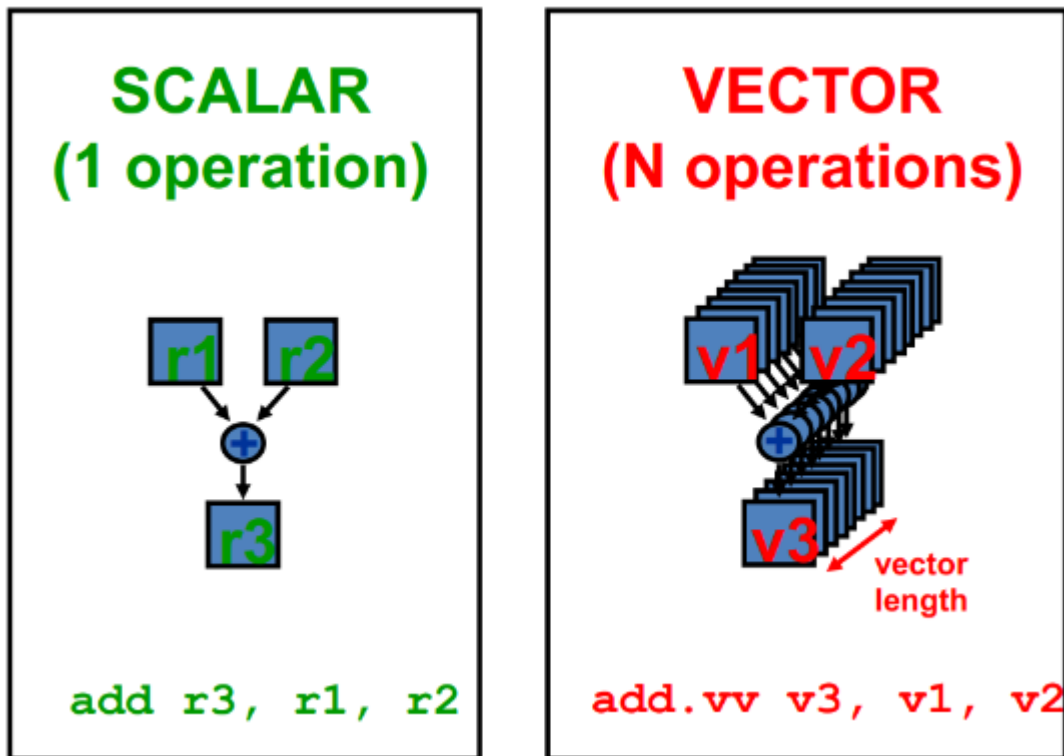 SCALAR
(1 operation)
r1 r2
+
r3
add r3, r1, r2
VECTOR
(N operations)
v1 v2
+
v3
vector
length
add.vv v3, v1, v2